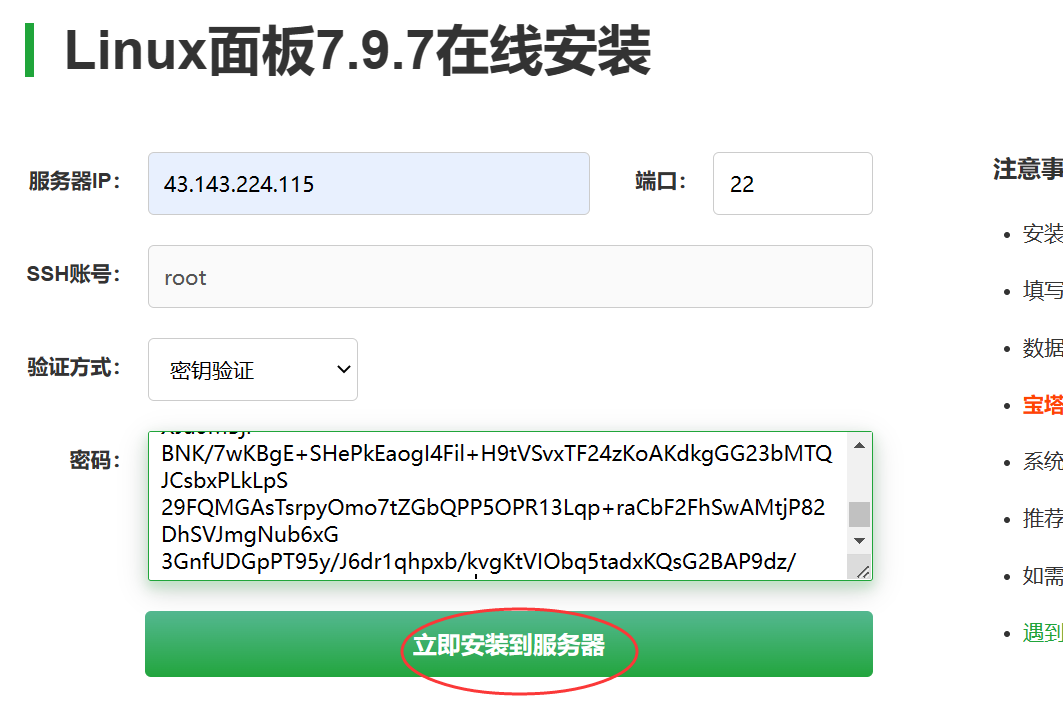 Linux面板7.9.7在线安装
服务器IP： 43.143.224.115 端口： 22 注意事
安装
SSH账号： root
填写
数据
验证方式： 密钥验证
宝塔
密码：
BNK/7wKBgE+SHePkEaogI4Fil+H9tVSvxTF24zKoAKdkgGG23bMTQ
系统
JCsbxPLkLpS
29FQMGAsTsrpyOmo7tZGbQPP5OPR13Lqp+raCbF2FhSwAMtjP82
推荐
DhSVJmgNub6xG
3GnfUDGpPT95y/J6dr1qhpxb/kvgKtVIObq5tadxKQsG2BAP9dz/
如需
立即安装到服务器
遇到